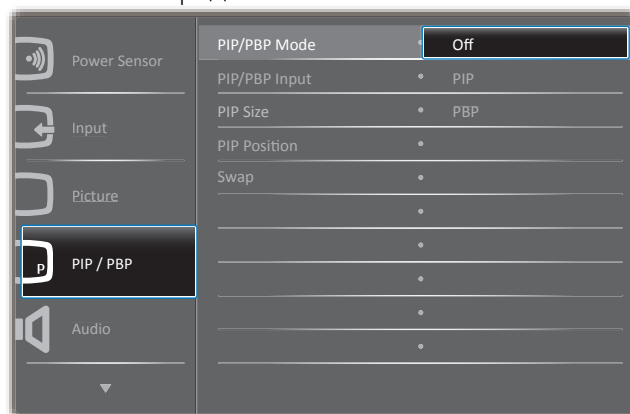 Power Sensor
Input
Picture
P
PIP / PBP
Audio
PIP/PBP Mode
PIP/PBP Input
PIP Size
PIP Position
Swap
Off
PIP
PBP